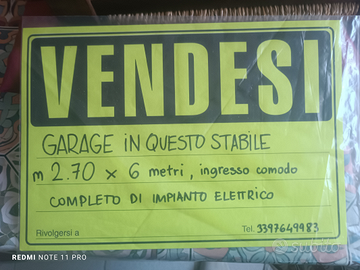 VENDESI
GARAGE IN QUESTO STABILE
m 2.70 x 6 metri, ingresso comodo
COMPLETO DI IMPIANTO ELETTRICO
Rivolgersi a Tel. 3397649983
REDMI NOTE 11 PRO